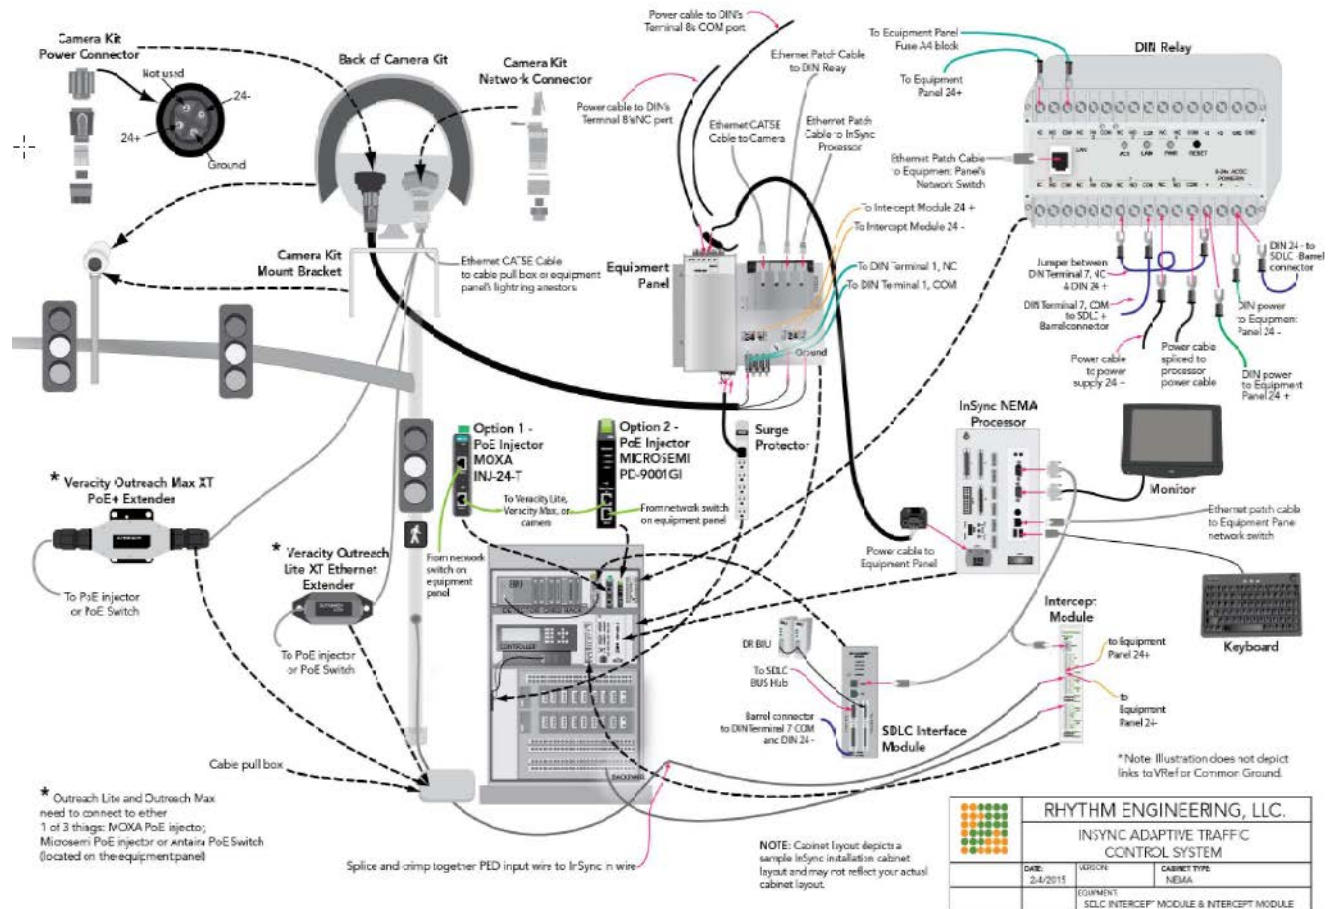 Camera Kit
Power Connector
Not used
24-
24+
Ground
Back of Camera Kit
Camera Kit
Network Connector
Power cable to DIN's
Terminal 8's COM port
Power cable to DIN's
Terminal 8's NC port
Ethernet Patch Cable
to DIN Relay
Ethernet CAT5E
Cable to Camera
Ethernet Patch
Cable to InSync
Processor
To Equipment Panel
Fuse A4 block
To Equipment
Panel 24+
DIN Relay
Ethernet Patch Cable
to Equipment Panel's
Network Switch
LAN
LAN
PWR
RESET
Camera Kit
Mount Bracket
Ethernet CAT5E Cable
to cable pull box or equipment
panel's lightning arrestors
Equipment
Panel
To Intercept Module 24 +
To Intercept Module 24 -
To DIN Terminal 1, NC
To DIN Terminal 1, COM
Ground
Jumper between
DIN Terminal 7, NC
& DIN 24 +
DIN Terminal 7, COM
to SDLC +
Barrel connector
Power cable
to power
supply 24 -
Power cable
spliced to
processor
power cable
DIN 24 - to
SDLC - Barrel
connector
DIN power
to Equipment
Panel 24 -
DIN power
to Equipment
Panel 24 +
Option 1 -
PoE Injector
MOXA
INJ-24-T
Option 2 -
PoE Injector
MICROSEMI
PD-9001GI
Surge
Protector
InSync NEMA
Processor
Monitor
To Veracity Lite,
Veracity Max, or
camera
From network switch
on equipment panel
From network
switch on
equipment
panel
Power cable to
Equipment Panel
Ethernet patch cable
to Equipment Panel
network switch
Keyboard
* Veracity Outreach Max XT
PoE+ Extender
To PoE injector
or PoE Switch
* Veracity Outreach
Lite XT Ethernet
Extender
To PoE injector
or PoE Switch
BIU
DETECTOR CARD RACK
CONTROLLER
BACKPANEL
DR BIU
To SDLC
BUS Hub
Barrel connector
to DIN Terminal 7 COM
and DIN 24 -
SDLC Interface
Module
Intercept
Module
to Equipment
Panel 24+
to
Equipment
Panel 24-
*Note: Illustration does not depict
links to VRef or Common Ground.
Cable pull box
* Outreach Lite and Outreach Max
need to connect to either
1 of 3 things: MOXA PoE injector,
Microsemi PoE injector or Antaira PoE Switch
(located on the equipment panel)
Splice and crimp together PED input wire to InSync in wire
NOTE: Cabinet layout depicts a
sample InSync installation cabinet
layout and may not reflect your actual
cabinet layout.
RHYTHM ENGINEERING, LLC.
INSYNC ADAPTIVE TRAFFIC
CONTROL SYSTEM
DATE:
2/4/2015
VERSION:
CABINET TYPE:
NEMA
EQUIPMENT:
SDLC INTERCEPT MODULE & INTERCEPT MODULE